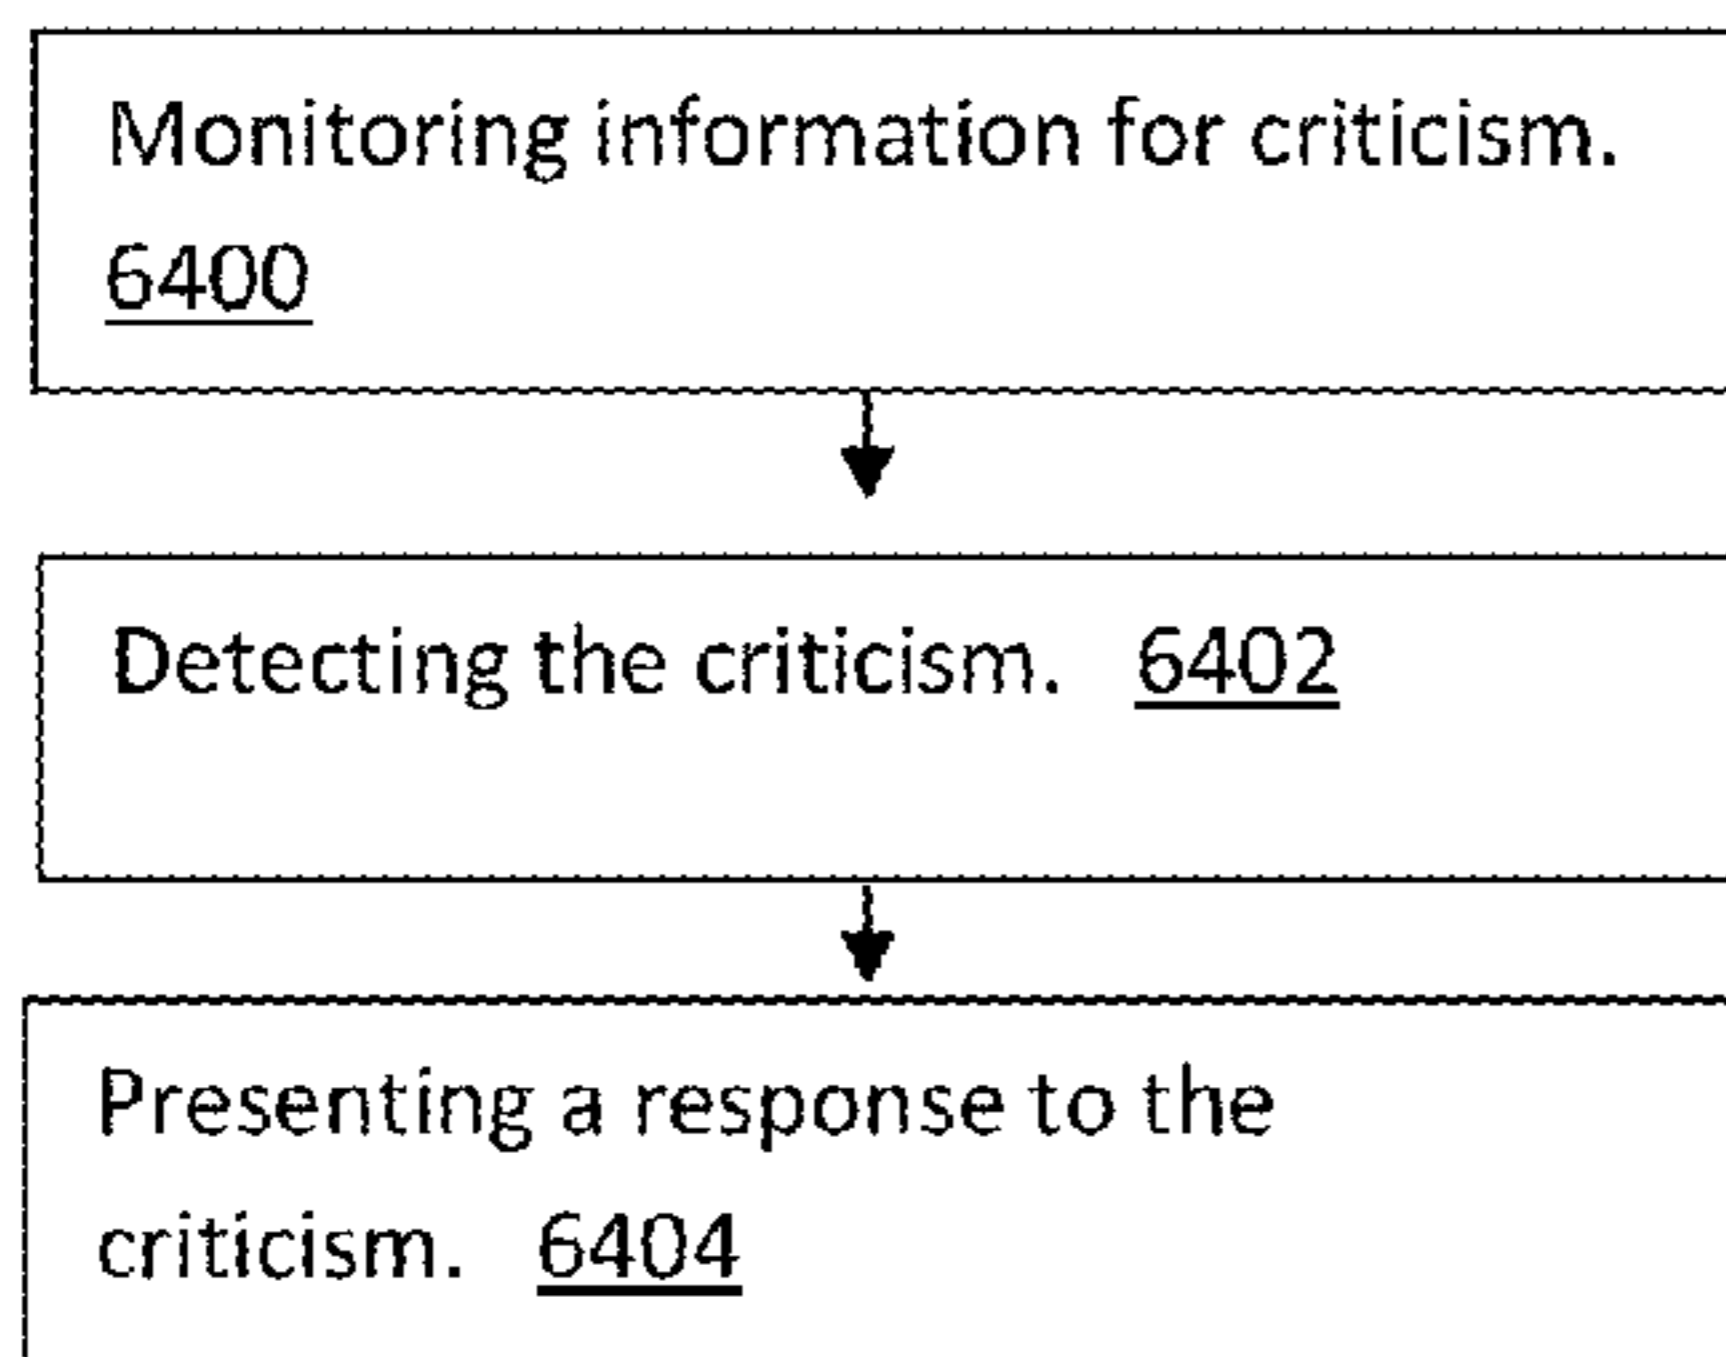 Monitoring information for criticism.
6400
Detecting the criticism. 6402
Presenting a response to the
criticism. 6404